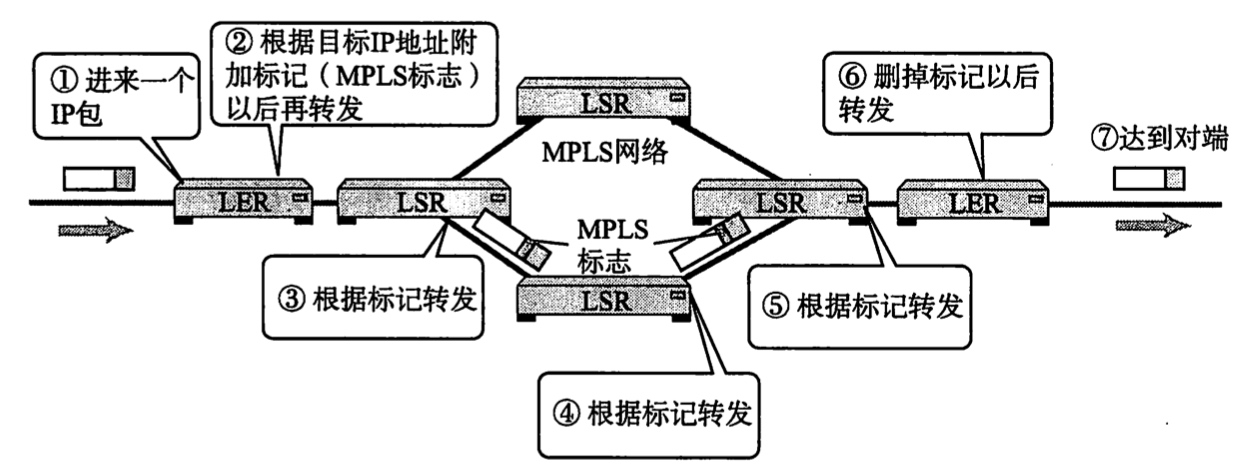 ① 进来一个
IP包
② 根据目标IP地址附
加标记（MPLS标志）
以后再转发
LSR
MPLS网络
⑥ 删掉标记以后
转发
⑦达到对端
LER
LSR
LSR
LER
MPLS
标志
③ 根据标记转发
LSR
⑤ 根据标记转发
④ 根据标记转发